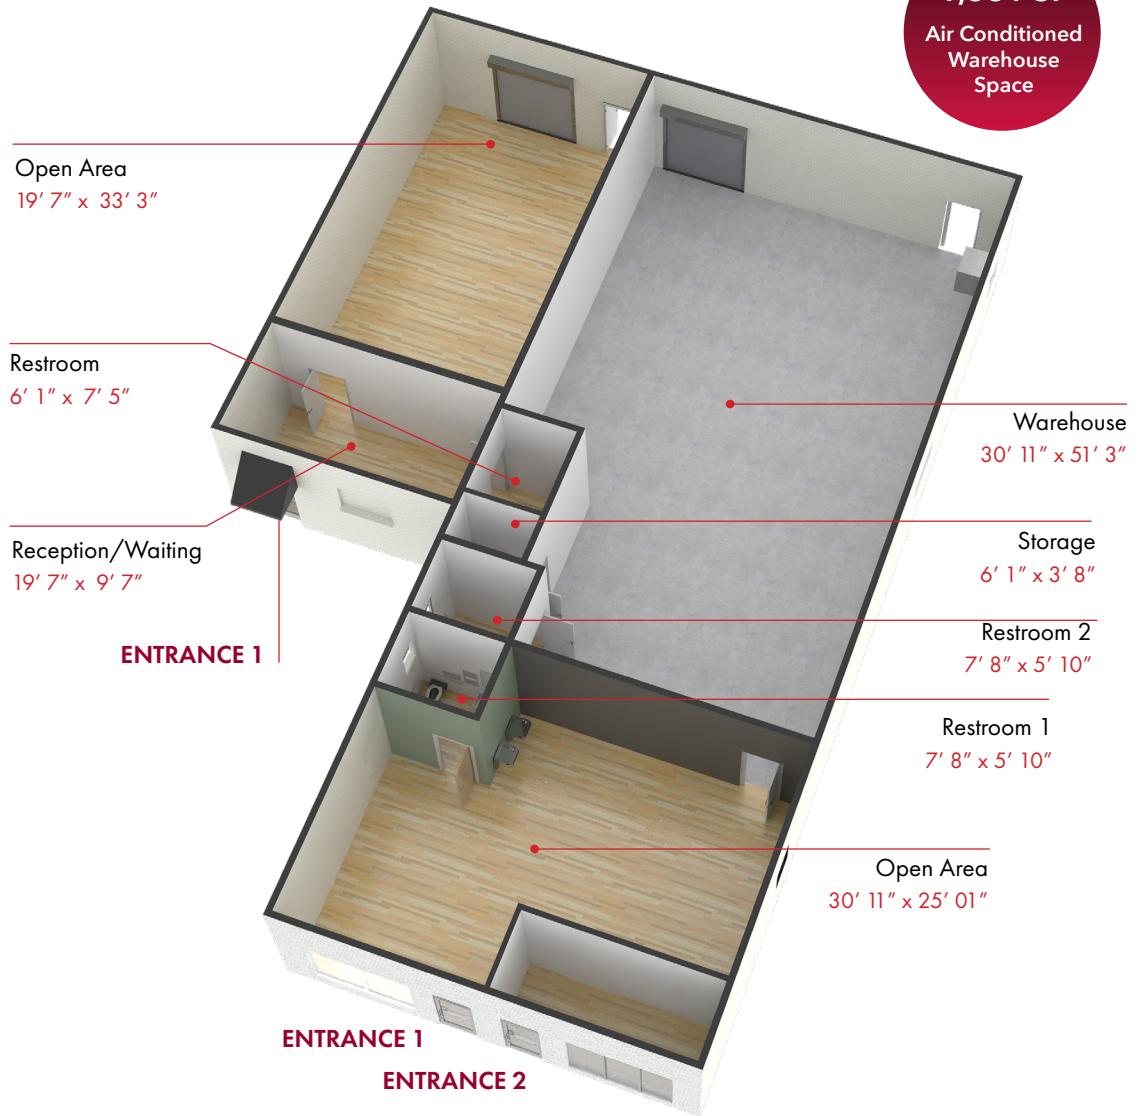 Air Conditioned
Warehouse
Space
Open Area
19’ 7” x 33’ 3”
Restroom
6’ 1” x 7’ 5”
Reception/Waiting
19’ 7” x 9’ 7”
ENTRANCE 1
Warehouse
30’ 11” x 51’ 3”
Storage
6’ 1” x 3’ 8”
Restroom 2
7’ 8” x 5’ 10”
Restroom 1
7’ 8” x 5’ 10”
Open Area
30’ 11” x 25’ 01”
ENTRANCE 1
ENTRANCE 2